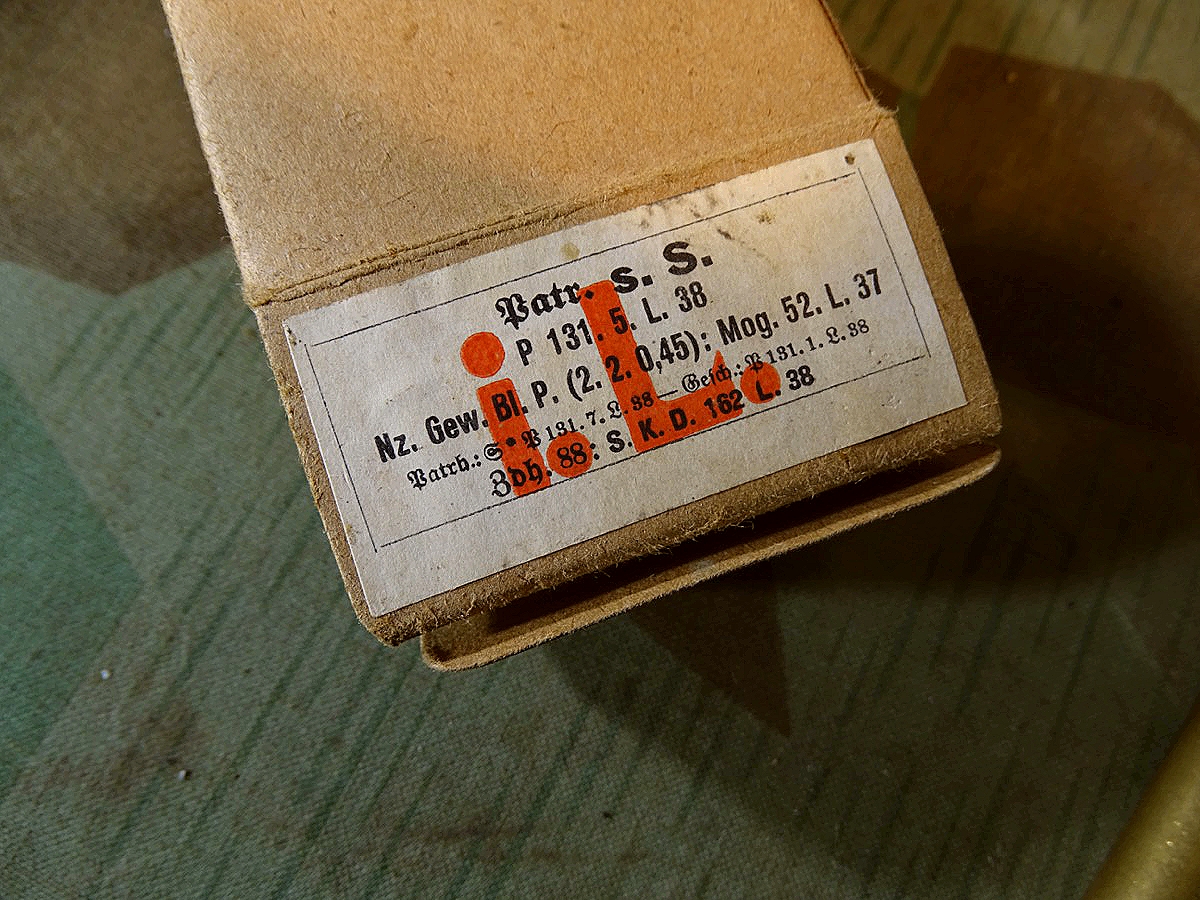 Patr. s. S.
P 131. 5. L. 38
Nz. Gew. Bl. P. (2. 2. 0,45): Mog. 52. L. 37
Patrh.: S * P 131. 7. L. 38 — Gesch.: P 131. 1. L. 38
Zdh. 88: S. K. D. 162 L. 38
i. L.